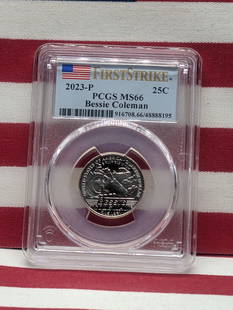 FIRSTSTRIKE
2023-P 25C
PCGS MS66
Bessie Coleman
916708.66/48888195